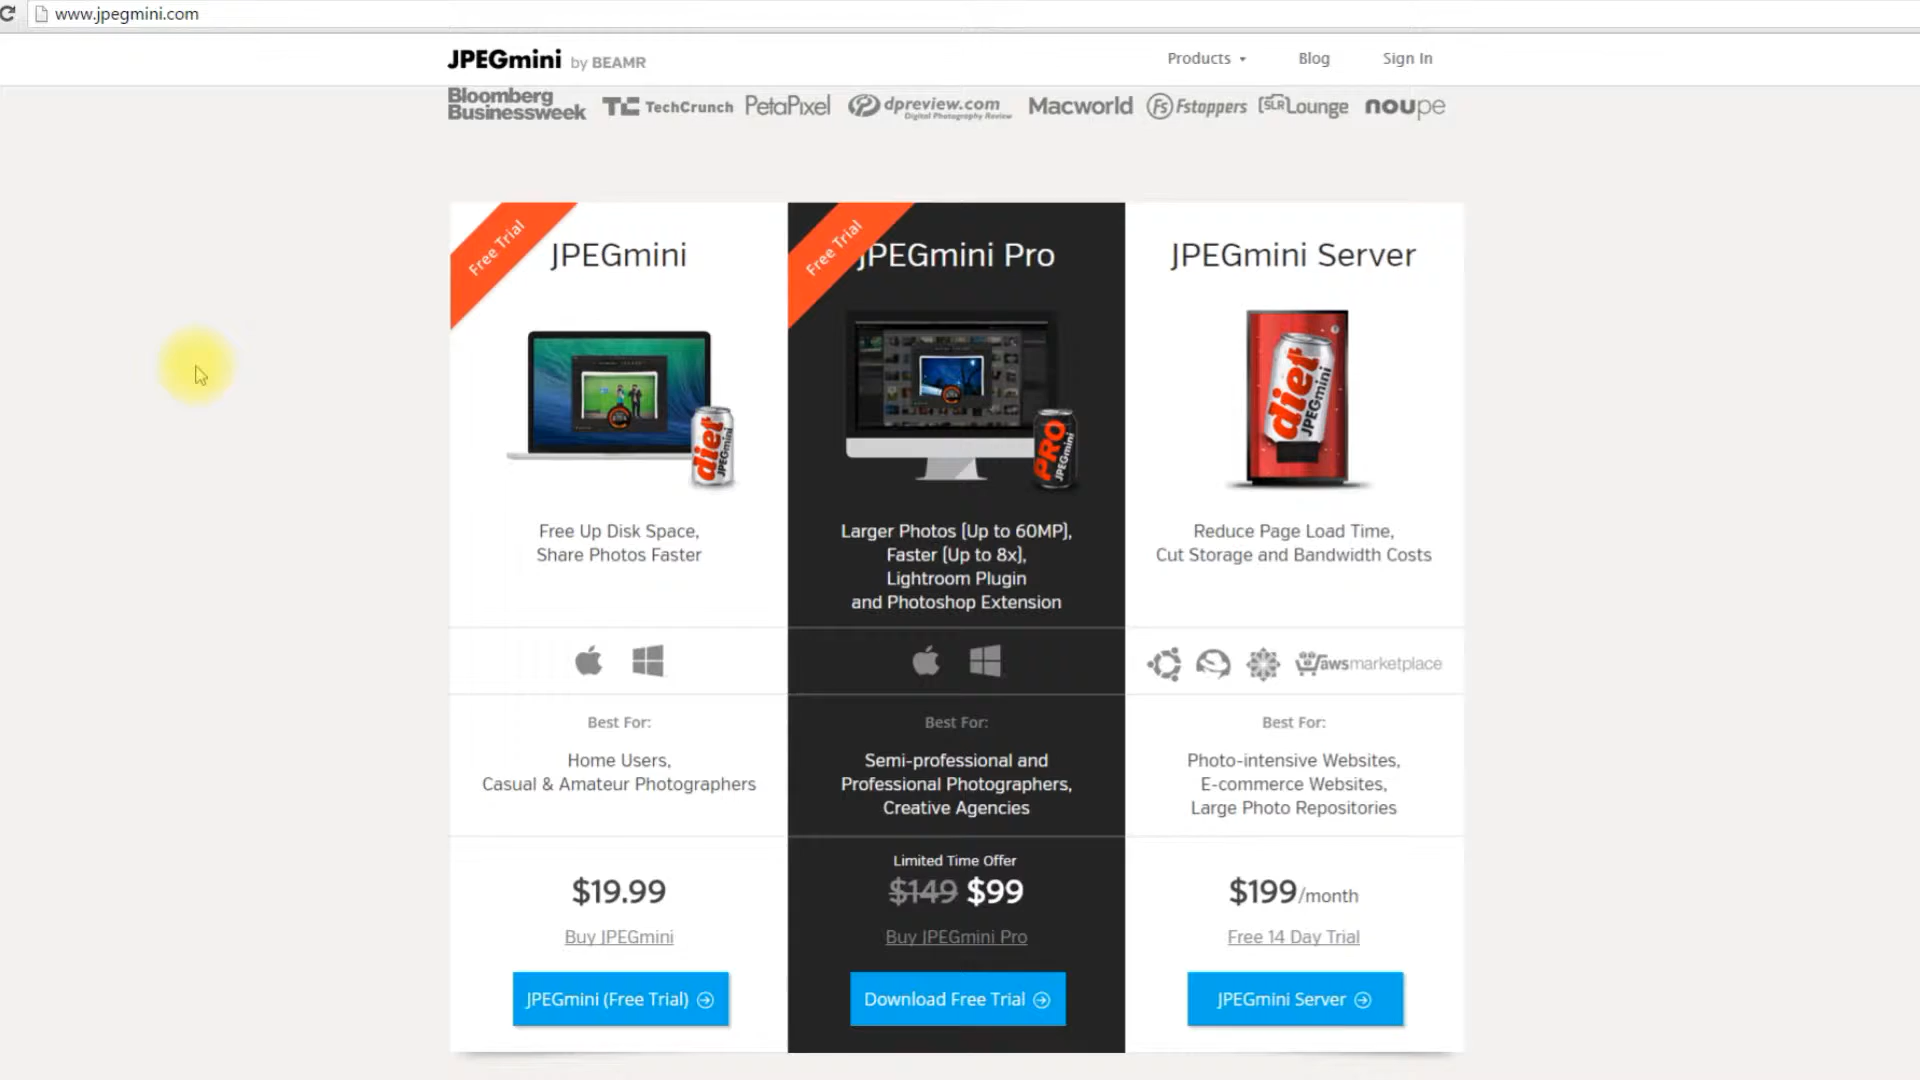 www.jpegmini.com
JPEGmini by BEAMR
Products
Blog
Sign In
Bloomberg
Businessweek
TC TechCrunch
PetaPixel
dpreview.com
Digital Photography Review
Macworld
Fs Fstoppers
SLR Lounge
noupe
Free Trial
JPEGmini
diet
JPEGmini
Free Up Disk Space,
Share Photos Faster
Best For:
Home Users,
Casual & Amateur Photographers
$19.99
Buy JPEGmini
JPEGmini (Free Trial)
Free Trial
JPEGmini Pro
PRO
JPEGmini
Larger Photos (Up to 60MP),
Faster (Up to 8x),
Lightroom Plugin
and Photoshop Extension
Best For:
Semi-professional and
Professional Photographers,
Creative Agencies
Limited Time Offer
$149 $99
Buy JPEGmini Pro
Download Free Trial
JPEGmini Server
diet
JPEGmini
Reduce Page Load Time,
Cut Storage and Bandwidth Costs
awsmarketplace
Best For:
Photo-intensive Websites,
E-commerce Websites,
Large Photo Repositories
$199/month
Free 14 Day Trial
JPEGmini Server